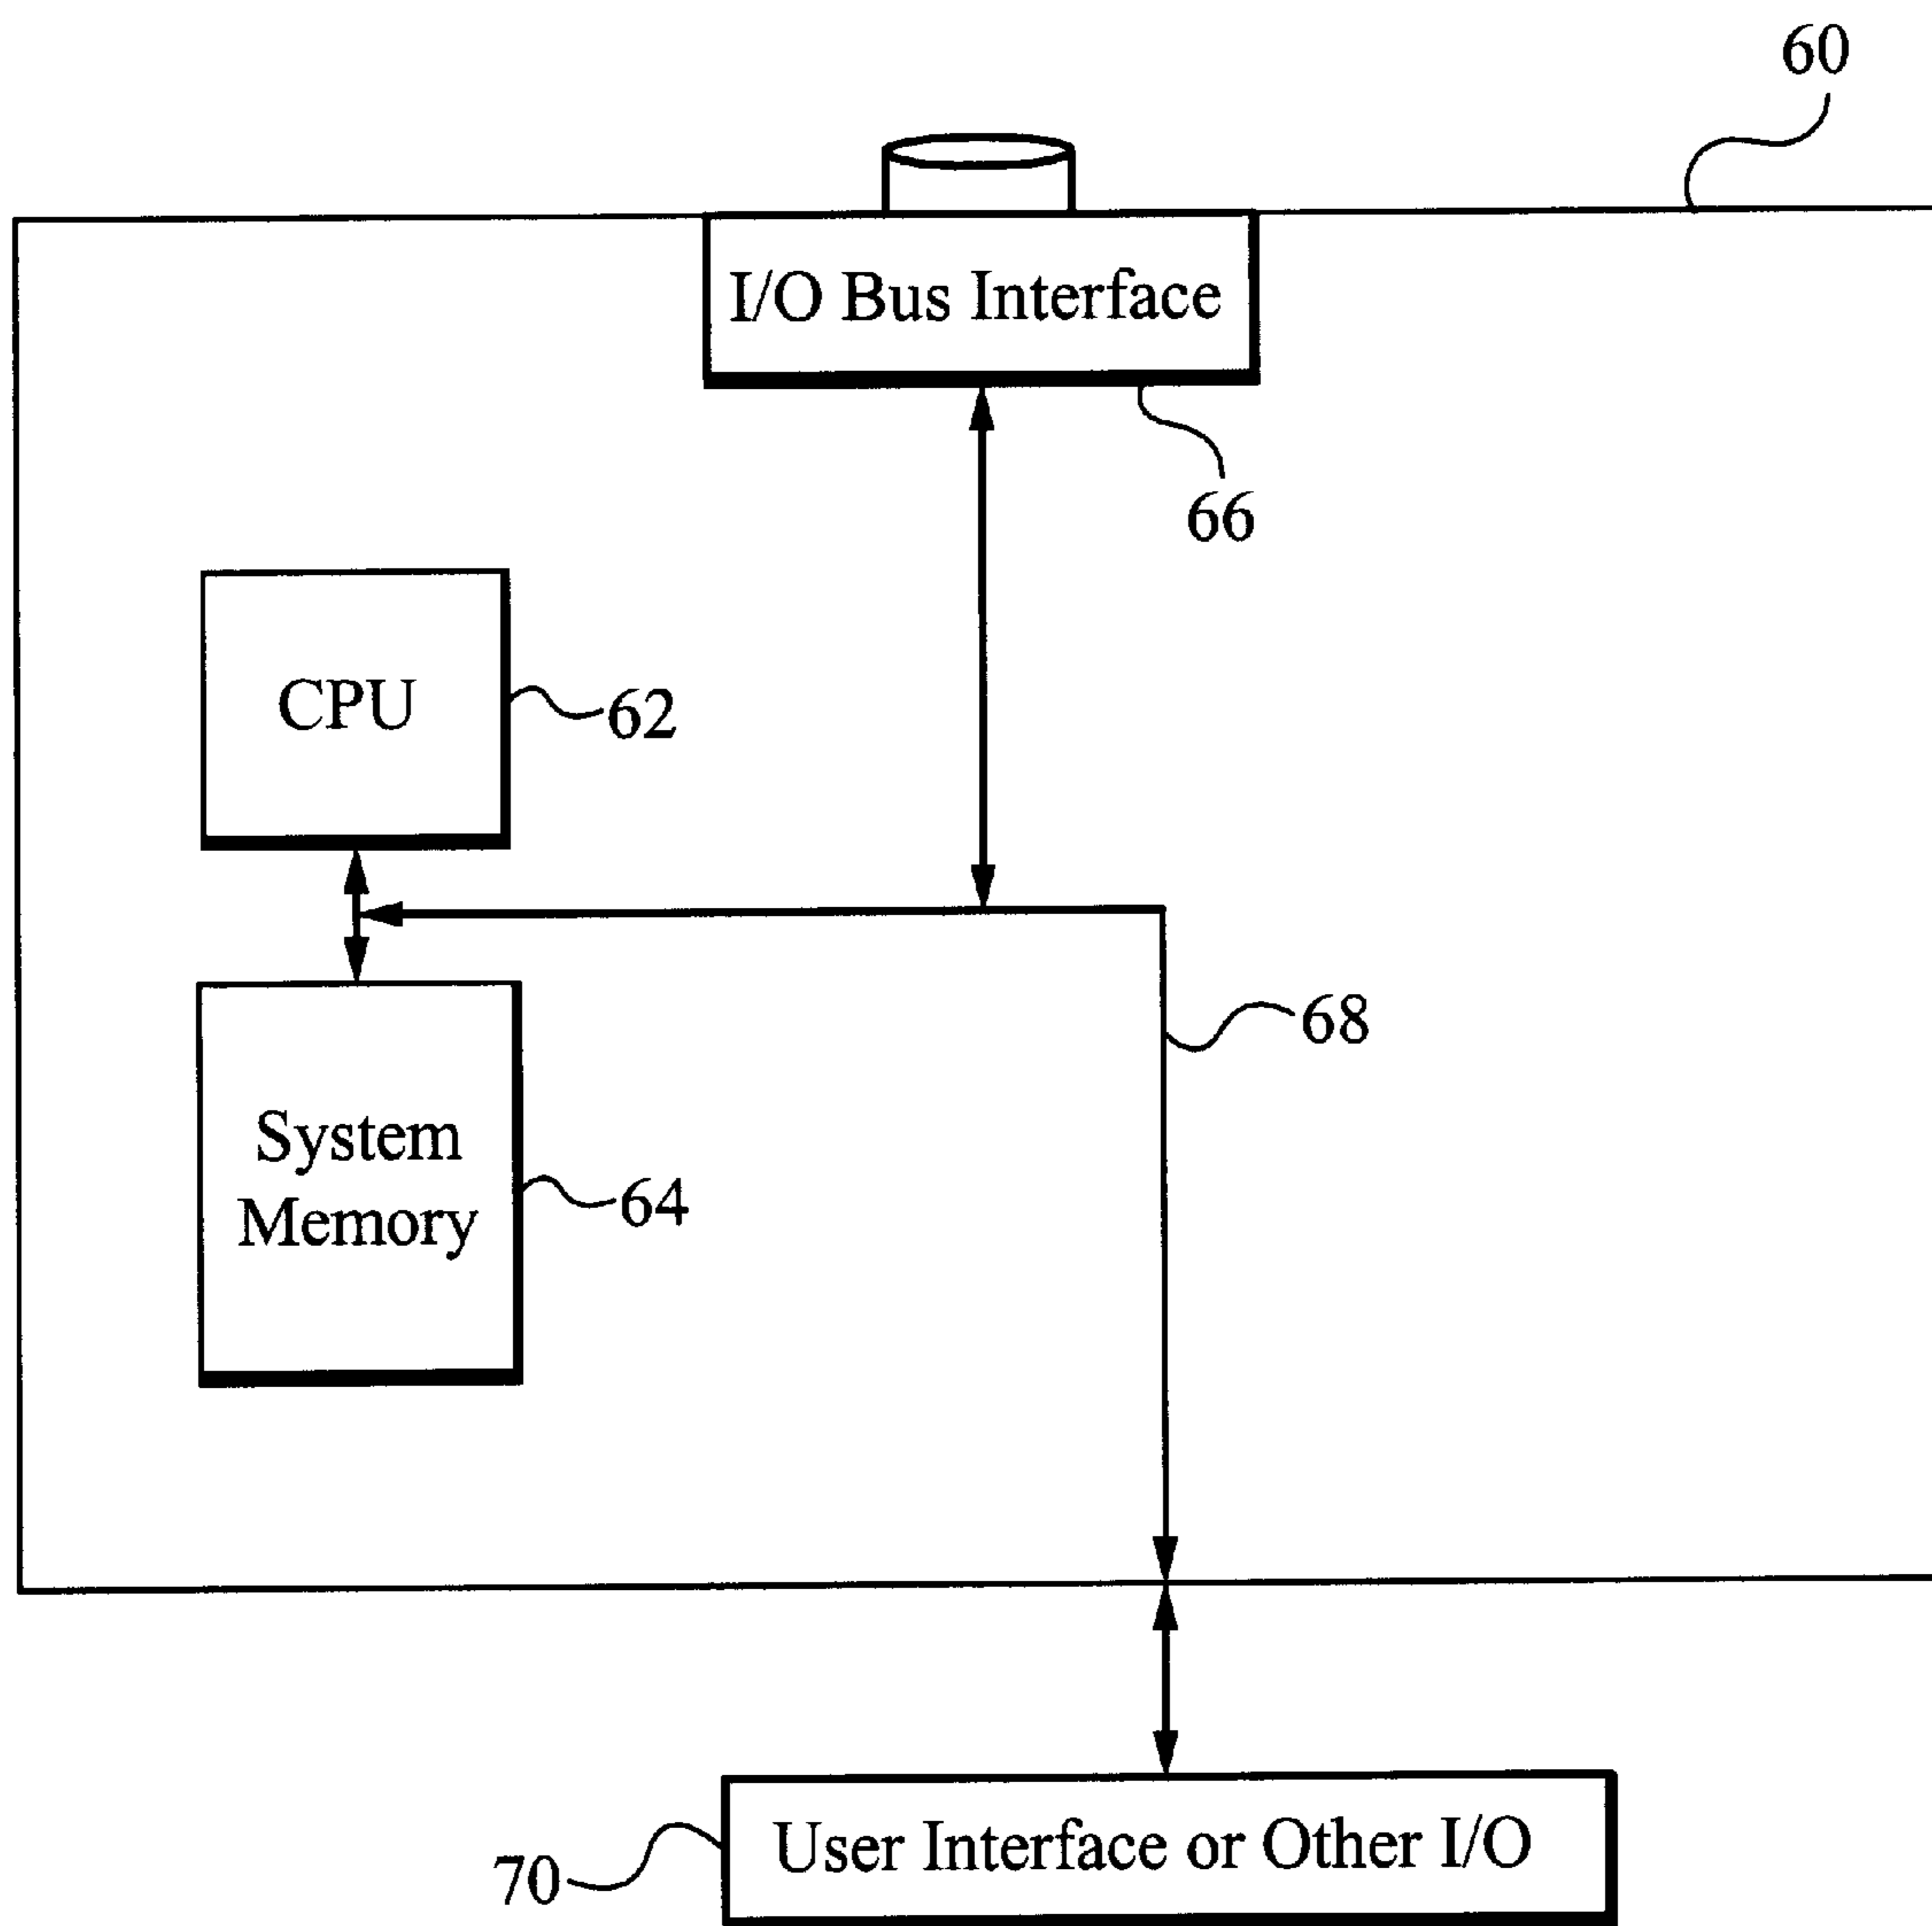 60
I/O Bus Interface
66
CPU
62
68
System
Memory
64
User Interface or Other I/O
70